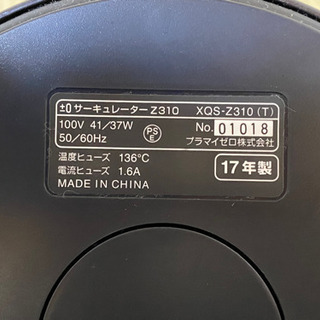 ±0 サーキュレーター Z310 XQS-Z310 (T)
100V 41/37W
50/60Hz
PS
E
No. 01018
プラマイゼロ株式会社
温度ヒューズ 136℃
電流ヒューズ 1.6A
MADE IN CHINA
17年製